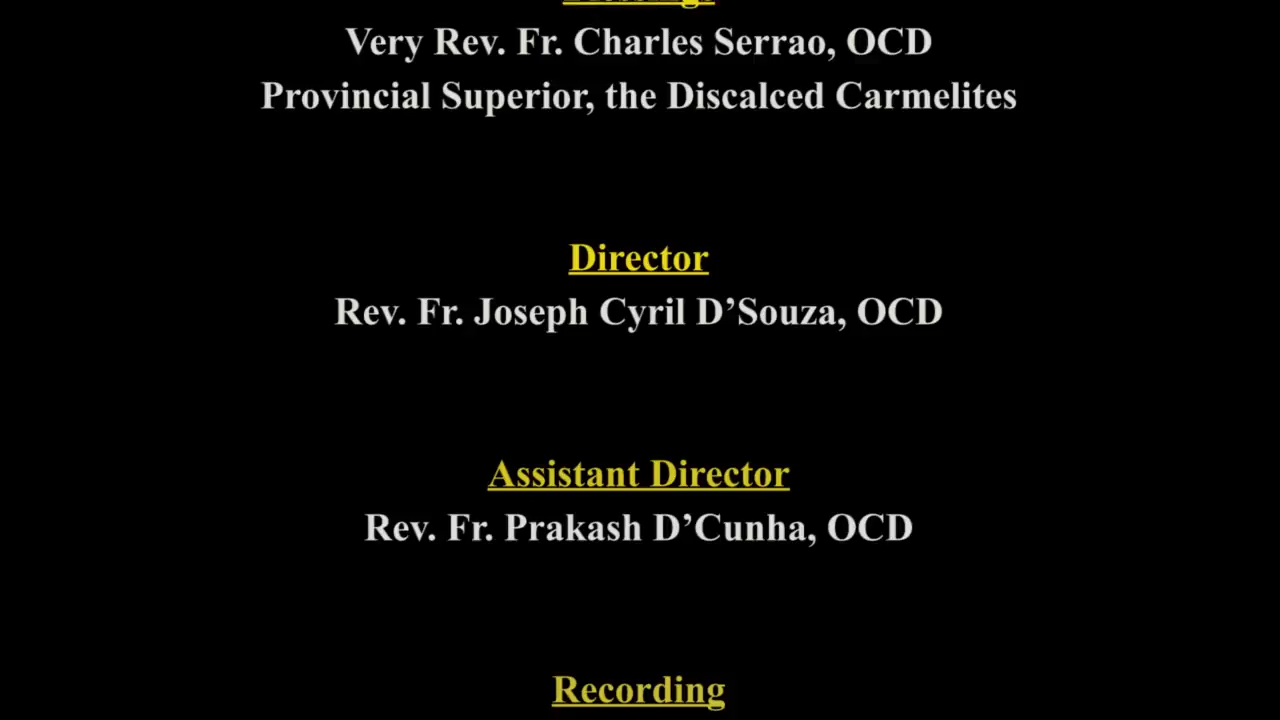 Very Rev. Fr. Charles Serrao, OCD
Provincial Superior, the Discalced Carmelites
Director
Rev. Fr. Joseph Cyril D’Souza, OCD
Assistant Director
Rev. Fr. Prakash D’Cunha, OCD
Recording